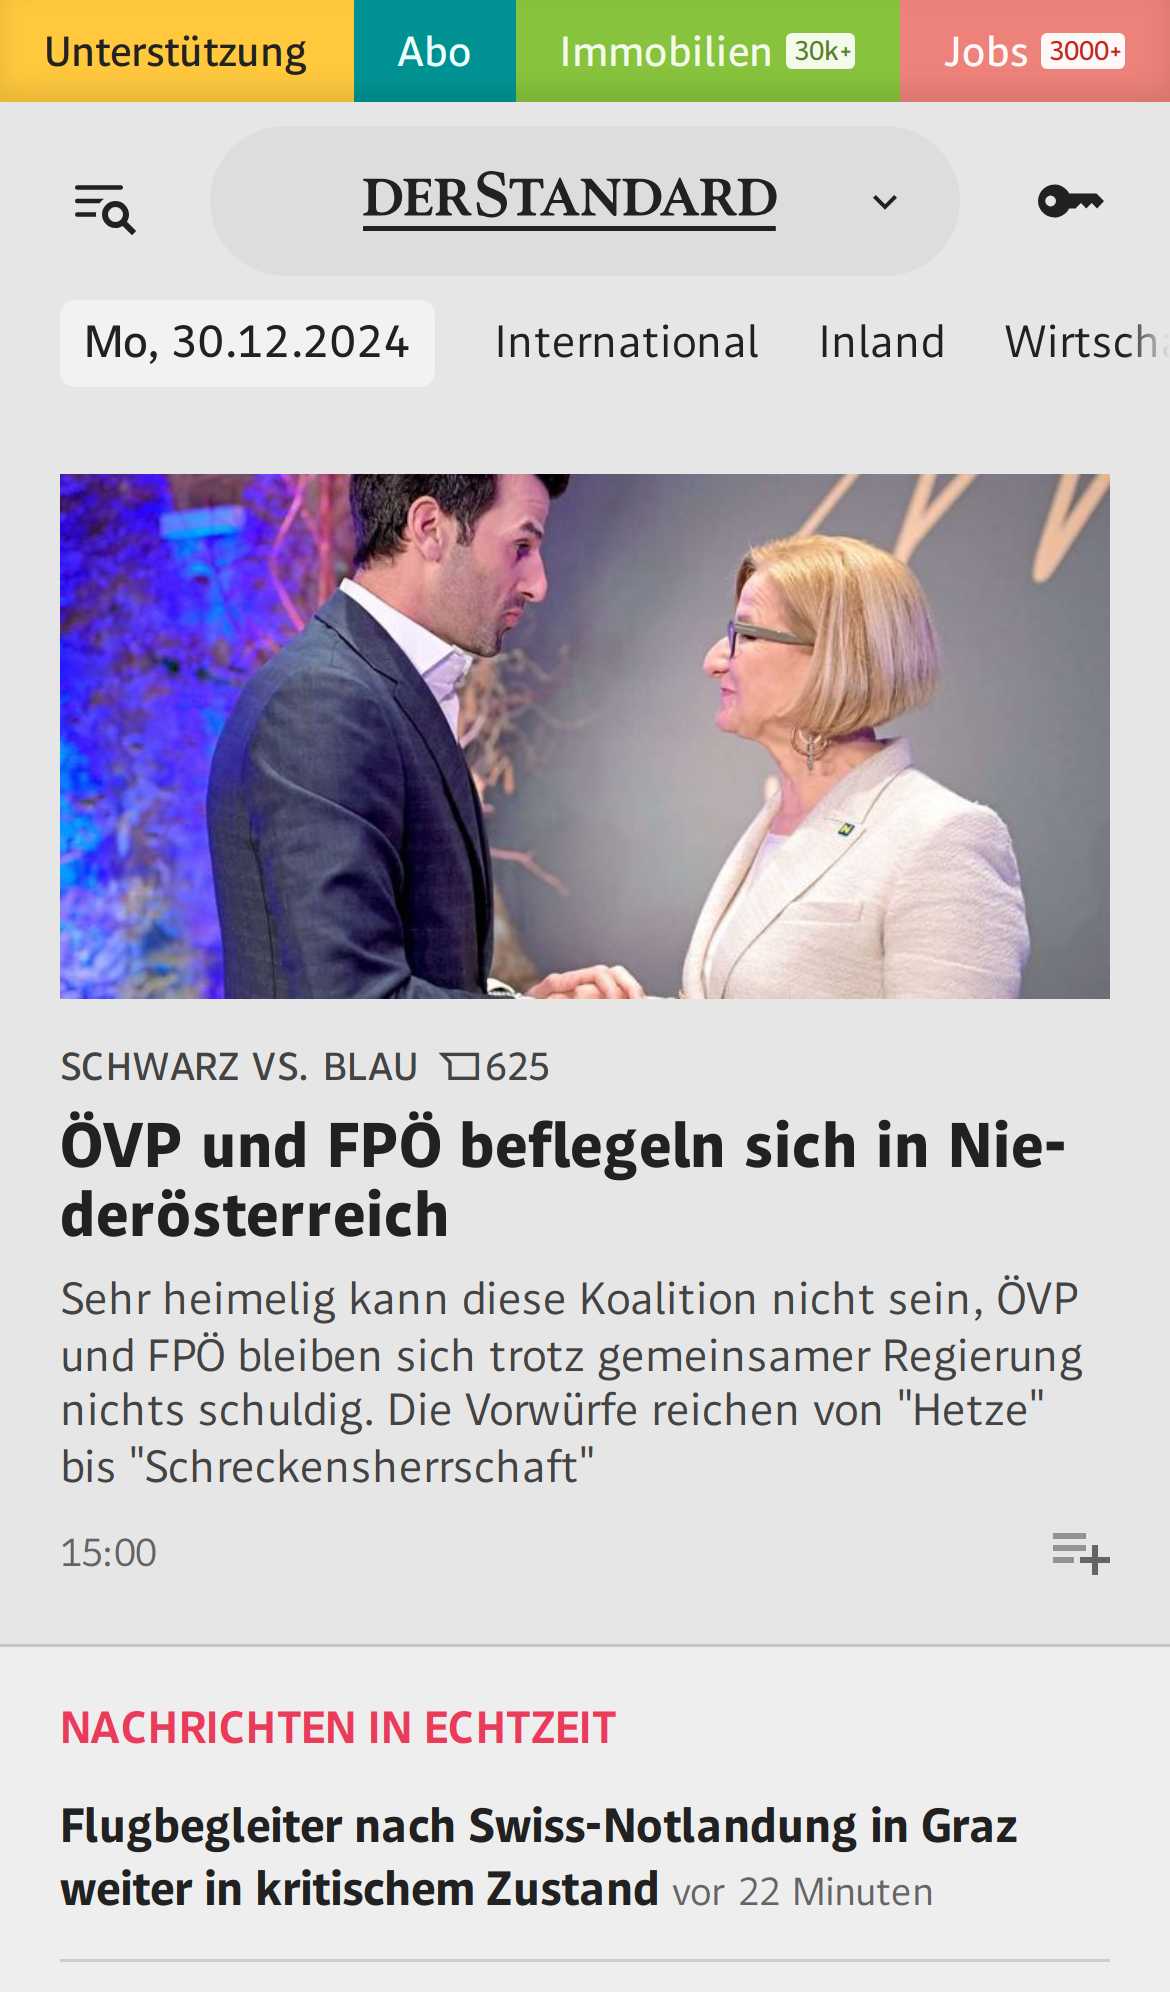 Unterstützung Abo Immobilien 30k+ Jobs 3000+
DERSTANDARD
Mo, 30.12.2024 International Inland Wirtsch
SCHWARZ VS. BLAU 625
ÖVP und FPÖ beflegeln sich in Nie-
derösterreich
Sehr heimelig kann diese Koalition nicht sein, ÖVP
und FPÖ bleiben sich trotz gemeinsamer Regierung
nichts schuldig. Die Vorwürfe reichen von "Hetze"
bis "Schreckensherrschaft"
15:00
NACHRICHTEN IN ECHTZEIT
Flugbegleiter nach Swiss-Notlandung in Graz
weiter in kritischem Zustand vor 22 Minuten